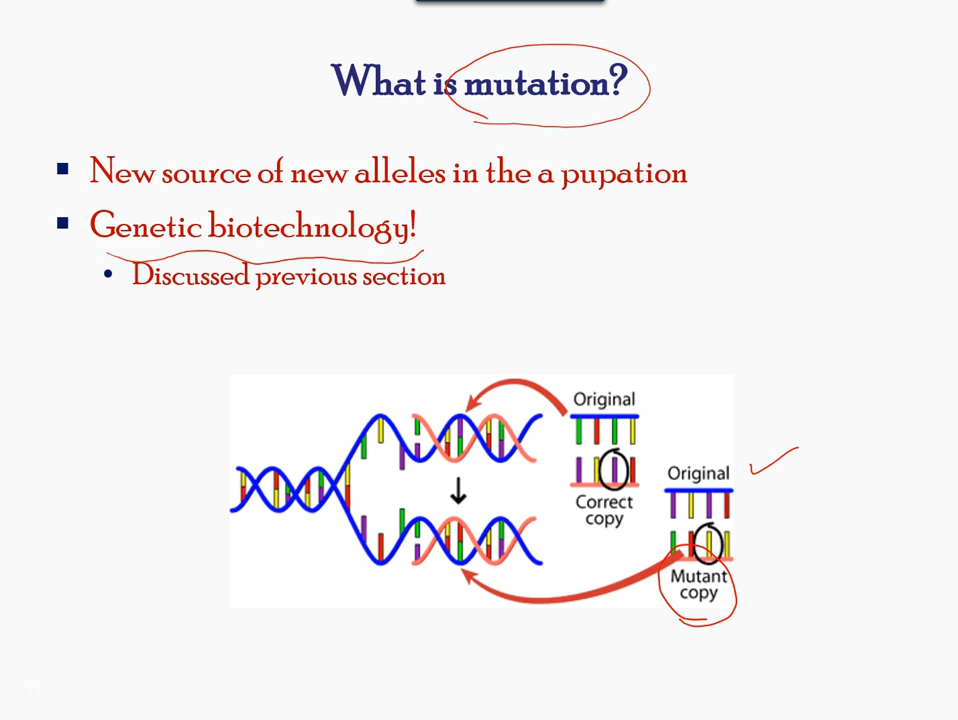 What is mutation?
New source of new alleles in the a pupation
Genetic biotechnology!
Discussed previous section
Original
Correct
copy
Original
Mutant
copy